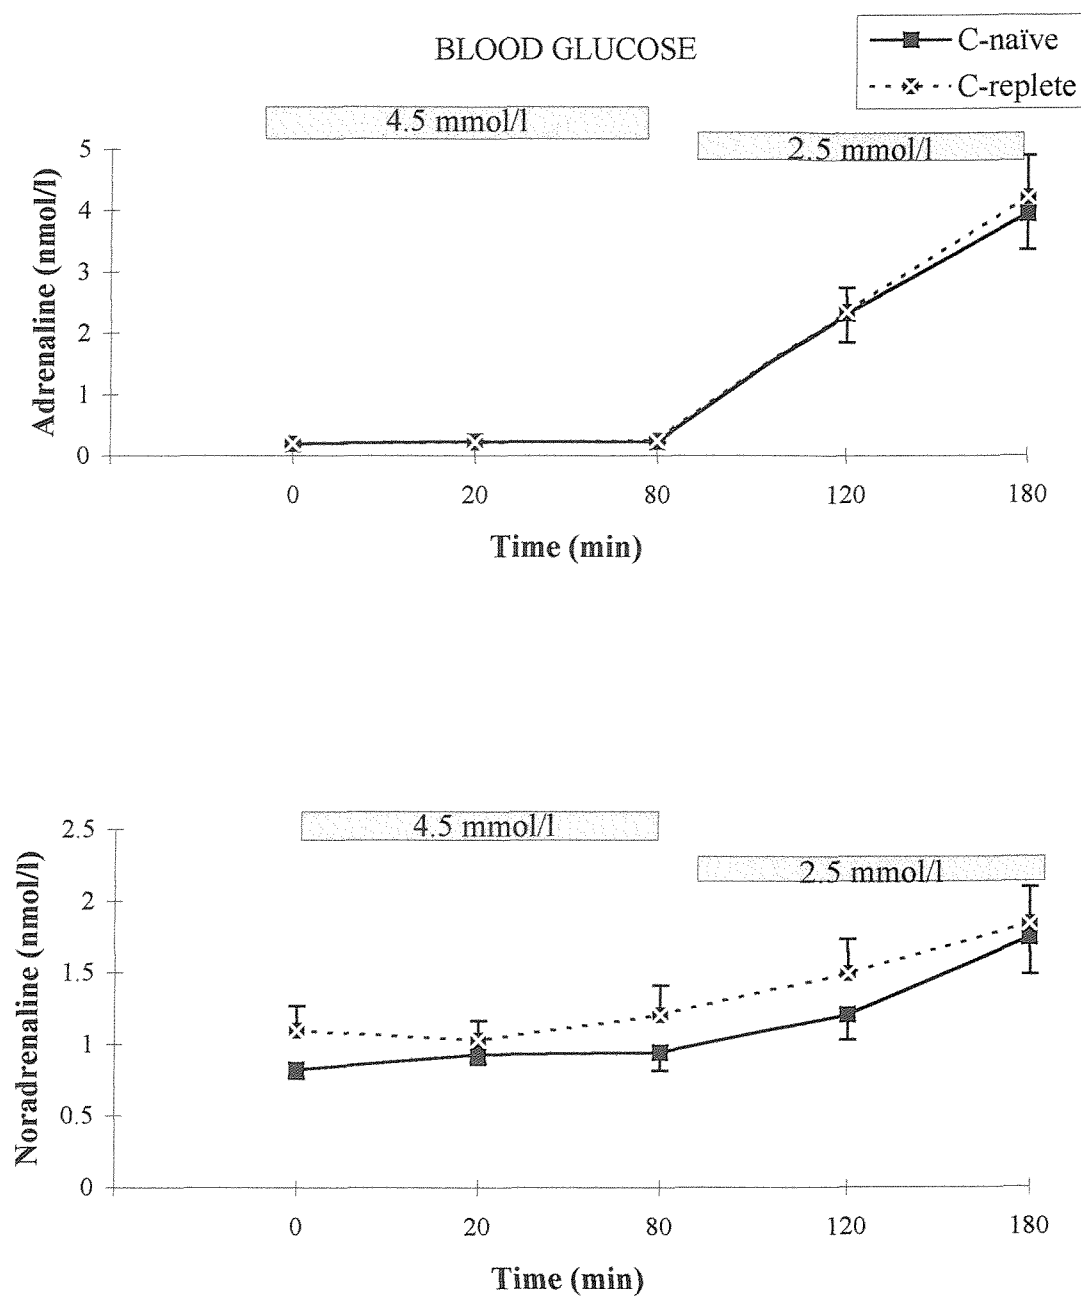 BLOOD GLUCOSE
C-naïve
C-replete
4.5 mmol/l
2.5 mmol/l
Adrenaline (nmol/l)
5
4
3
2
1
0
0 20 80 120 180
Time (min)
4.5 mmol/l
2.5 mmol/l
Noradrenaline (nmol/l)
2.5
2
1.5
1
0.5
0
0 20 80 120 180
Time (min)